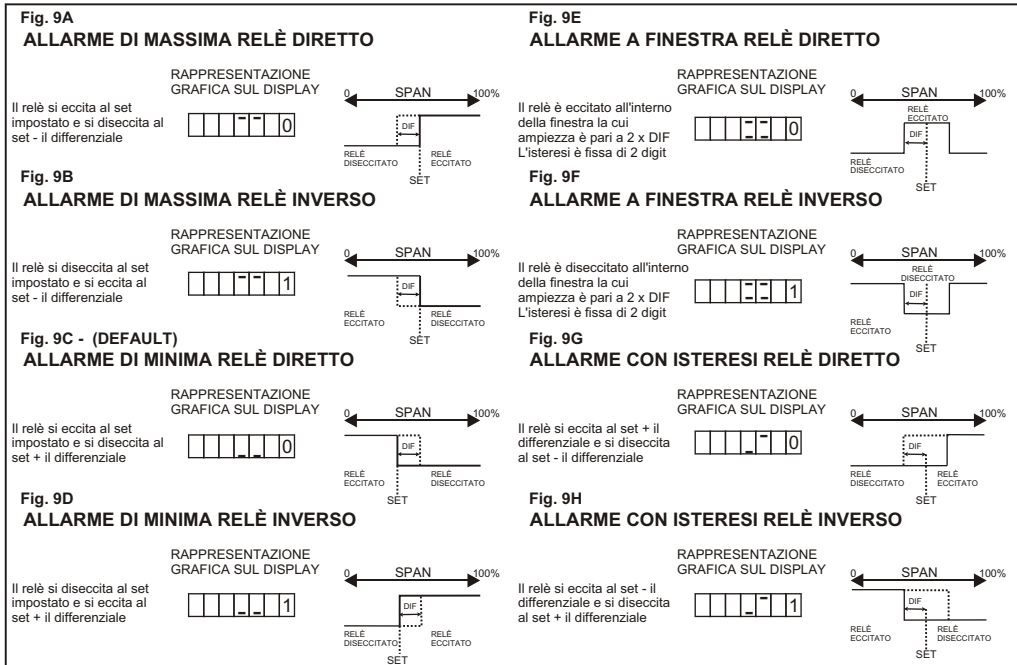 Fig. 9A
ALLARME DI MASSIMA RELÈ DIRETTO
RAPPRESENTAZIONE
GRAFICA SUL DISPLAY
Il relè si eccita al set
impostato e si diseccita al
set - il differenziale
0
0 SPAN 100%
DIF
RELÈ
DISECCITATO
RELÈ
ECCITATO
SET
Fig. 9B
ALLARME DI MASSIMA RELÈ INVERSO
RAPPRESENTAZIONE
GRAFICA SUL DISPLAY
Il relè si diseccita al set
impostato e si eccita al
set - il differenziale
1
0 SPAN 100%
DIF
RELÈ
ECCITATO
RELÈ
DISECCITATO
SET
Fig. 9C - (DEFAULT)
ALLARME DI MINIMA RELÈ DIRETTO
RAPPRESENTAZIONE
GRAFICA SUL DISPLAY
Il relè si eccita al set
impostato e si diseccita al
set + il differenziale
0
0 SPAN 100%
DIF
RELÈ
ECCITATO
RELÈ
DISECCITATO
SET
Fig. 9D
ALLARME DI MINIMA RELÈ INVERSO
RAPPRESENTAZIONE
GRAFICA SUL DISPLAY
Il relè si diseccita al set
impostato e si eccita al
set + il differenziale
1
0 SPAN 100%
DIF
RELÈ
DISECCITATO
RELÈ
ECCITATO
SET
Fig. 9E
ALLARME A FINESTRA RELÈ DIRETTO
RAPPRESENTAZIONE
GRAFICA SUL DISPLAY
Il relè è eccitato all'interno
della finestra la cui
ampiezza è pari a 2 x DIF
L'isteresi è fissa di 2 digit
0
0 SPAN 100%
RELÈ
ECCITATO
DIF
RELÈ
DISECCITATO
SET
Fig. 9F
ALLARME A FINESTRA RELÈ INVERSO
RAPPRESENTAZIONE
GRAFICA SUL DISPLAY
Il relè è diseccitato all'interno
della finestra la cui
ampiezza è pari a 2 x DIF
L'isteresi è fissa di 2 digit
1
0 SPAN 100%
RELÈ
DISECCITATO
DIF
RELÈ
ECCITATO
SET
Fig. 9G
ALLARME CON ISTERESI RELÈ DIRETTO
RAPPRESENTAZIONE
GRAFICA SUL DISPLAY
Il relè si eccita al set + il
differenziale e si diseccita
al set - il differenziale
0
0 SPAN 100%
DIF
RELÈ
DISECCITATO
RELÈ
ECCITATO
SET
Fig. 9H
ALLARME CON ISTERESI RELÈ INVERSO
RAPPRESENTAZIONE
GRAFICA SUL DISPLAY
Il relè si eccita al set - il
differenziale e si diseccita
al set + il differenziale
1
0 SPAN 100%
DIF
RELÈ
ECCITATO
RELÈ
DISECCITATO
SET